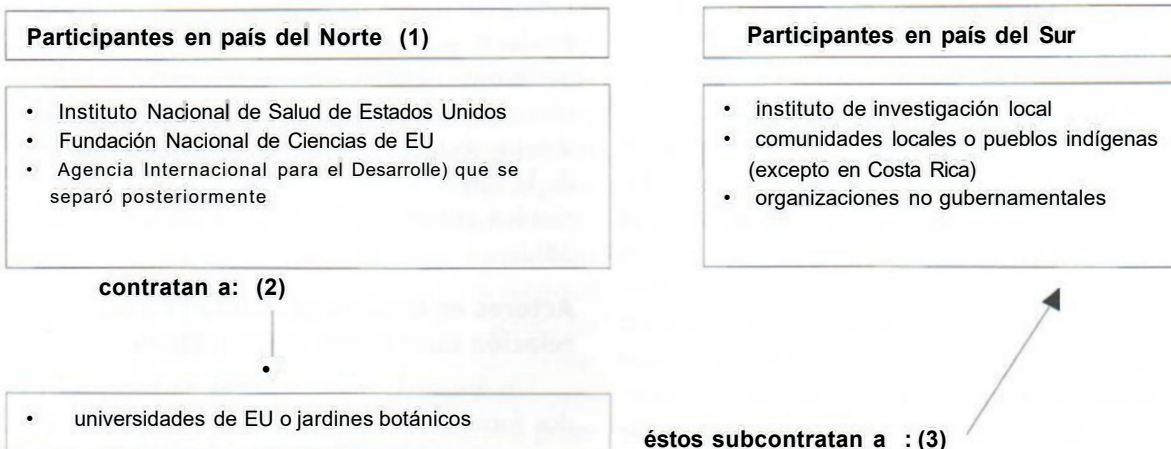 Participantes en país del Norte (1)
• Instituto Nacional de Salud de Estados Unidos
• Fundación Nacional de Ciencias de EU
• Agencia Internacional para el Desarrolle) que se
separó posteriormente
contratan a: (2)
•
• universidades de EU o jardines botánicos
Participantes en país del Sur
• instituto de investigación local
• comunidades locales o pueblos indígenas
(excepto en Costa Rica)
• organizaciones no gubernamentales
éstos subcontratan a : (3)